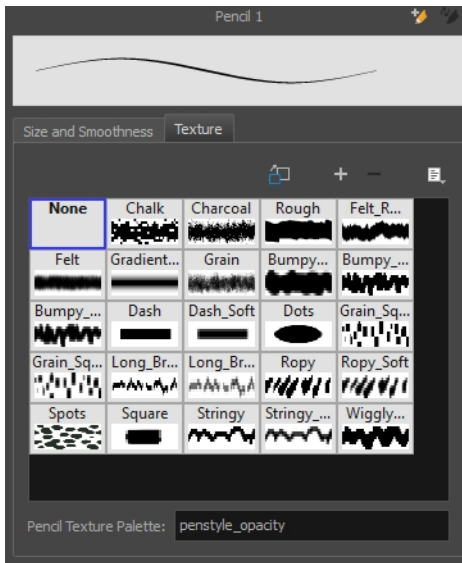 Pencil 1
Size and Smoothness Texture
None Chalk Charcoal Rough Felt_R...
Felt Gradient... Grain Bumpy... Bumpy_...
Bumpy_... Dash Dash_Soft Dots Grain_Sq...
Grain_Sq... Long_Br... Long_Br... Ropy Ropy_Soft
Spots Square Stringy Stringy_... Wiggly...
Pencil Texture Palette: penstyle_opacity